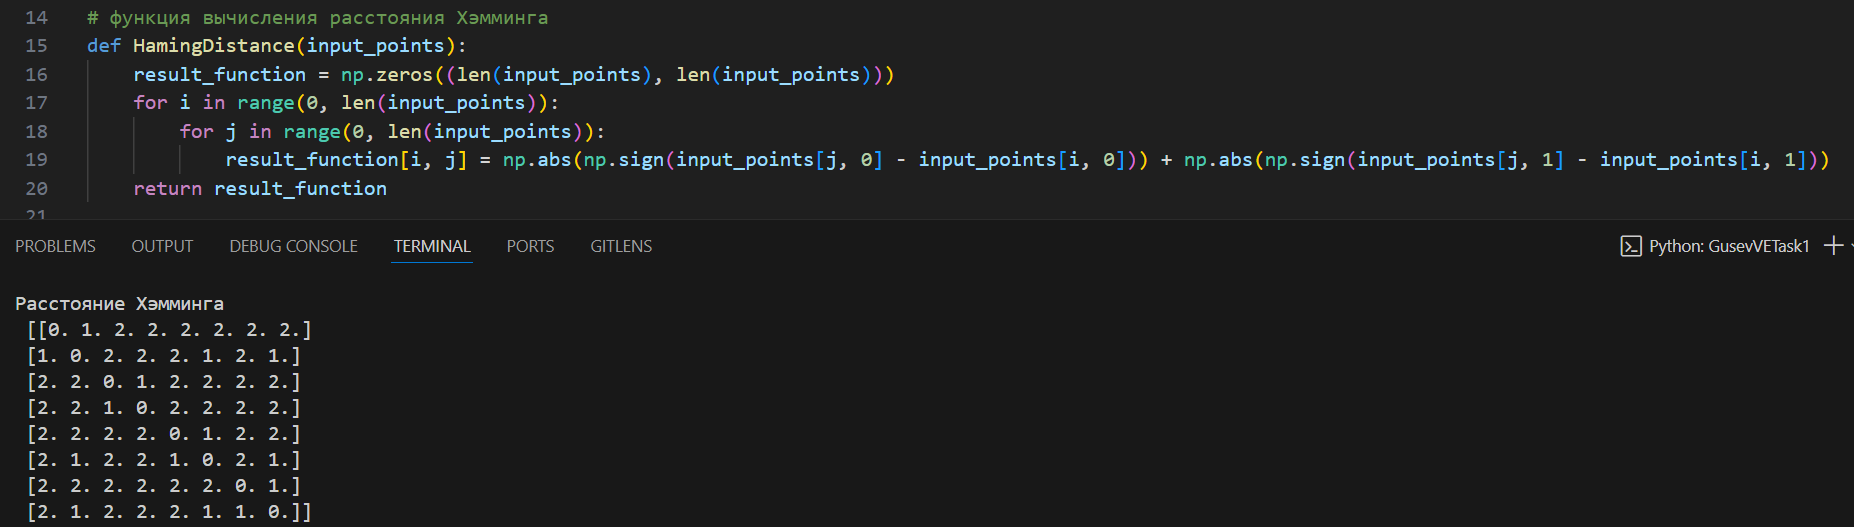 14 # функция вычисления расстояния Хэмминга
15 def HamingDistance(input_points):
16 result_function = np.zeros((len(input_points), len(input_points)))
17 for i in range(0, len(input_points)):
18 for j in range(0, len(input_points)):
19 result_function[i, j] = np.abs(np.sign(input_points[j, 0] - input_points[i, 0])) + np.abs(np.sign(input_points[j, 1] - input_points[i, 1]))
20 return result_function
21
PROBLEMS OUTPUT DEBUG CONSOLE TERMINAL PORTS GITLENS Python: GusevVETask1
Расстояние Хэмминга
[[0. 1. 2. 2. 2. 2. 2. 2.]
[1. 0. 2. 2. 2. 1. 2. 1.]
[2. 2. 0. 1. 2. 2. 2. 2.]
[2. 2. 1. 0. 2. 2. 2. 2.]
[2. 2. 2. 2. 0. 1. 2. 2.]
[2. 1. 2. 2. 1. 0. 2. 1.]
[2. 2. 2. 2. 2. 2. 0. 1.]
[2. 1. 2. 2. 2. 1. 1. 0.]]